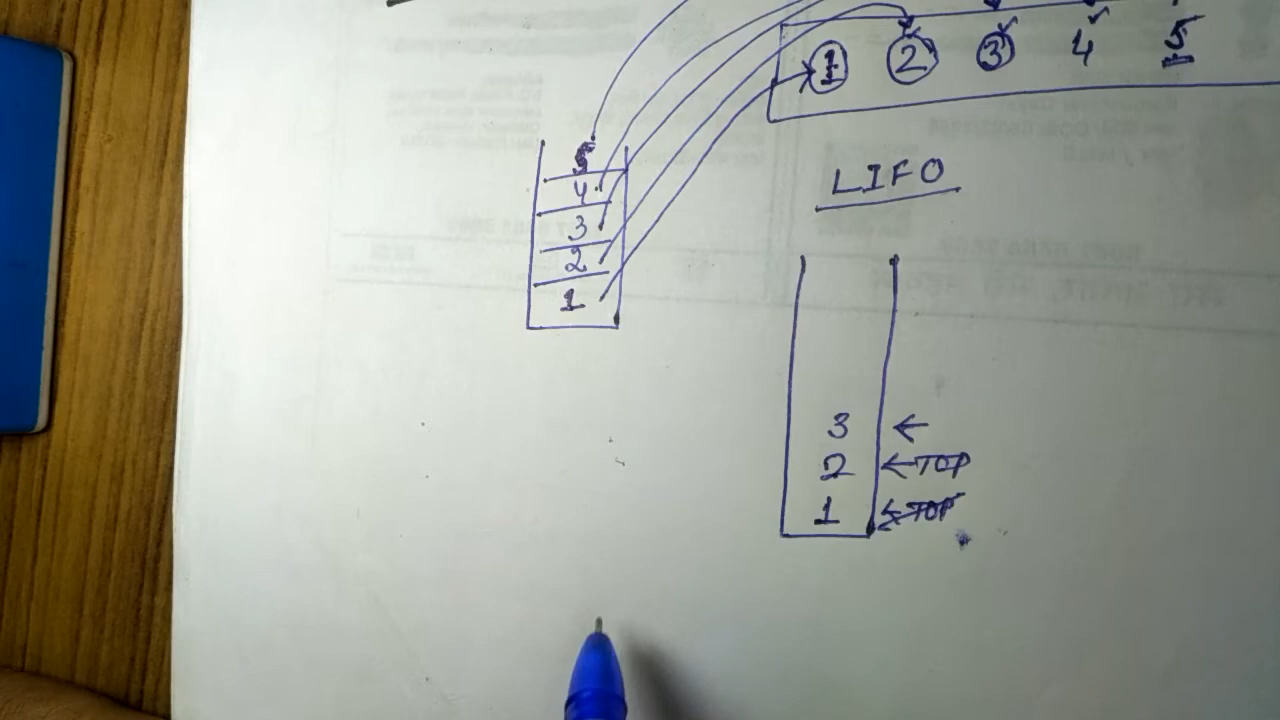 1 2 3 4 5
5
4
3
2
1
LIFO
3 ←
2 ← TOP
1 ← TOP